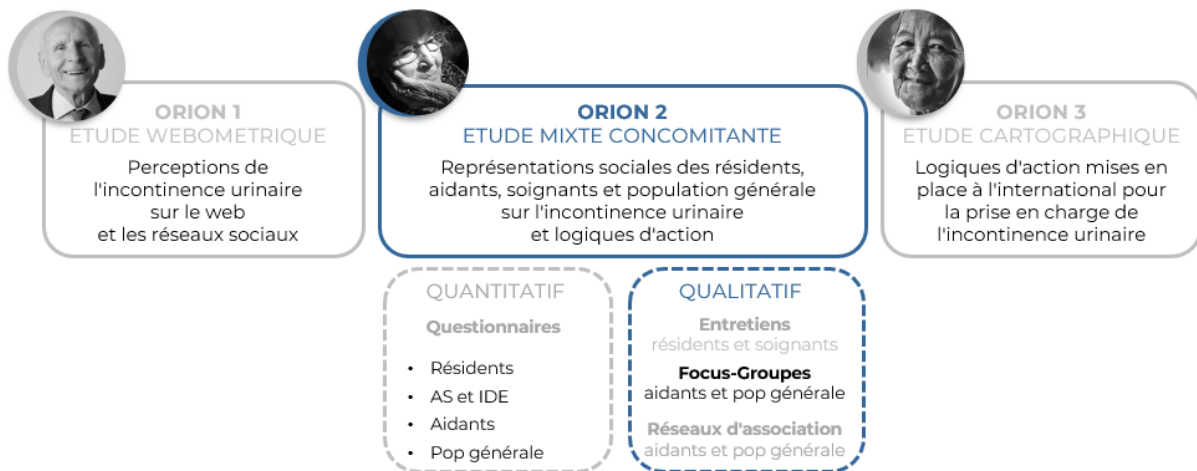 ORION 1
ETUDE WEBOMETRIQUE
Perceptions de
l'incontinence urinaire
sur le web
et les réseaux sociaux
ORION 2
ETUDE MIXTE CONCOMITANTE
Représentations sociales des résidents,
aidants, soignants et population générale
sur l'incontinence urinaire
et logiques d'action
ORION 3
ETUDE CARTOGRAPHIQUE
Logiques d'action mises en
place à l'international pour
la prise en charge de
l'incontinence urinaire
QUANTITATIF
Questionnaires
• Résidents
• AS et IDE
• Aidants
• Pop générale
QUALITATIF
Entretiens
résidents et soignants
Focus-Groupes
aidants et pop générale
Réseaux d'association
aidants et pop générale